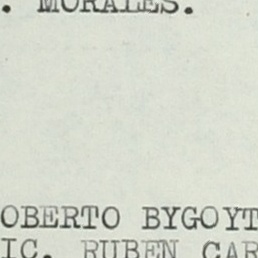 . MORALES.
OBERTO BYGOYT
IC. RUBEN CAR